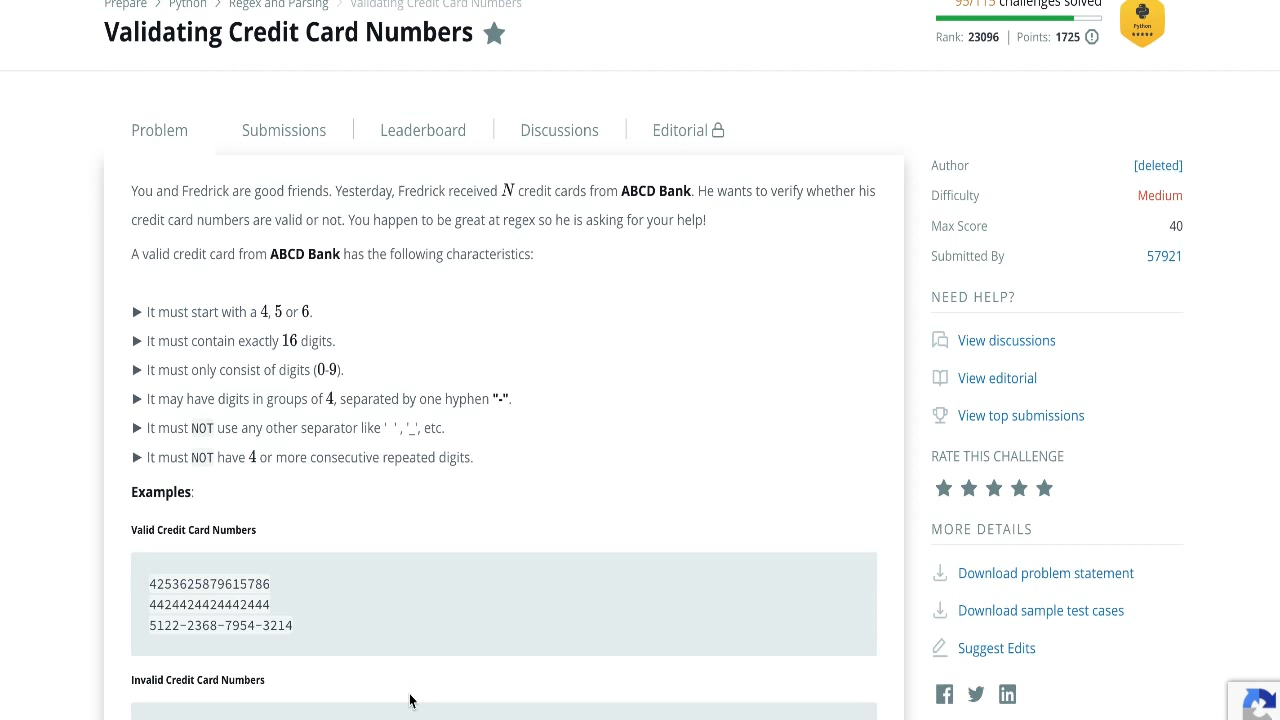 Prepare > Python > Regex and Parsing > Validating Credit Card Numbers
Validating Credit Card Numbers
95/115 challenges solved
Rank: 23096 | Points: 1725
Python
Problem
Submissions
Leaderboard
Discussions
Editorial
You and Fredrick are good friends. Yesterday, Fredrick received N credit cards from ABCD Bank. He wants to verify whether his
credit card numbers are valid or not. You happen to be great at regex so he is asking for your help!
A valid credit card from ABCD Bank has the following characteristics:
► It must start with a 4, 5 or 6.
► It must contain exactly 16 digits.
► It must only consist of digits (0-9).
► It may have digits in groups of 4, separated by one hyphen "-".
► It must NOT use any other separator like ' ' , '_', etc.
► It must NOT have 4 or more consecutive repeated digits.
Examples:
Valid Credit Card Numbers
4253625879615786
4424424424442444
5122-2368-7954-3214
Invalid Credit Card Numbers
Author [deleted]
Difficulty Medium
Max Score 40
Submitted By 57921
NEED HELP?
View discussions
View editorial
View top submissions
RATE THIS CHALLENGE
MORE DETAILS
Download problem statement
Download sample test cases
Suggest Edits